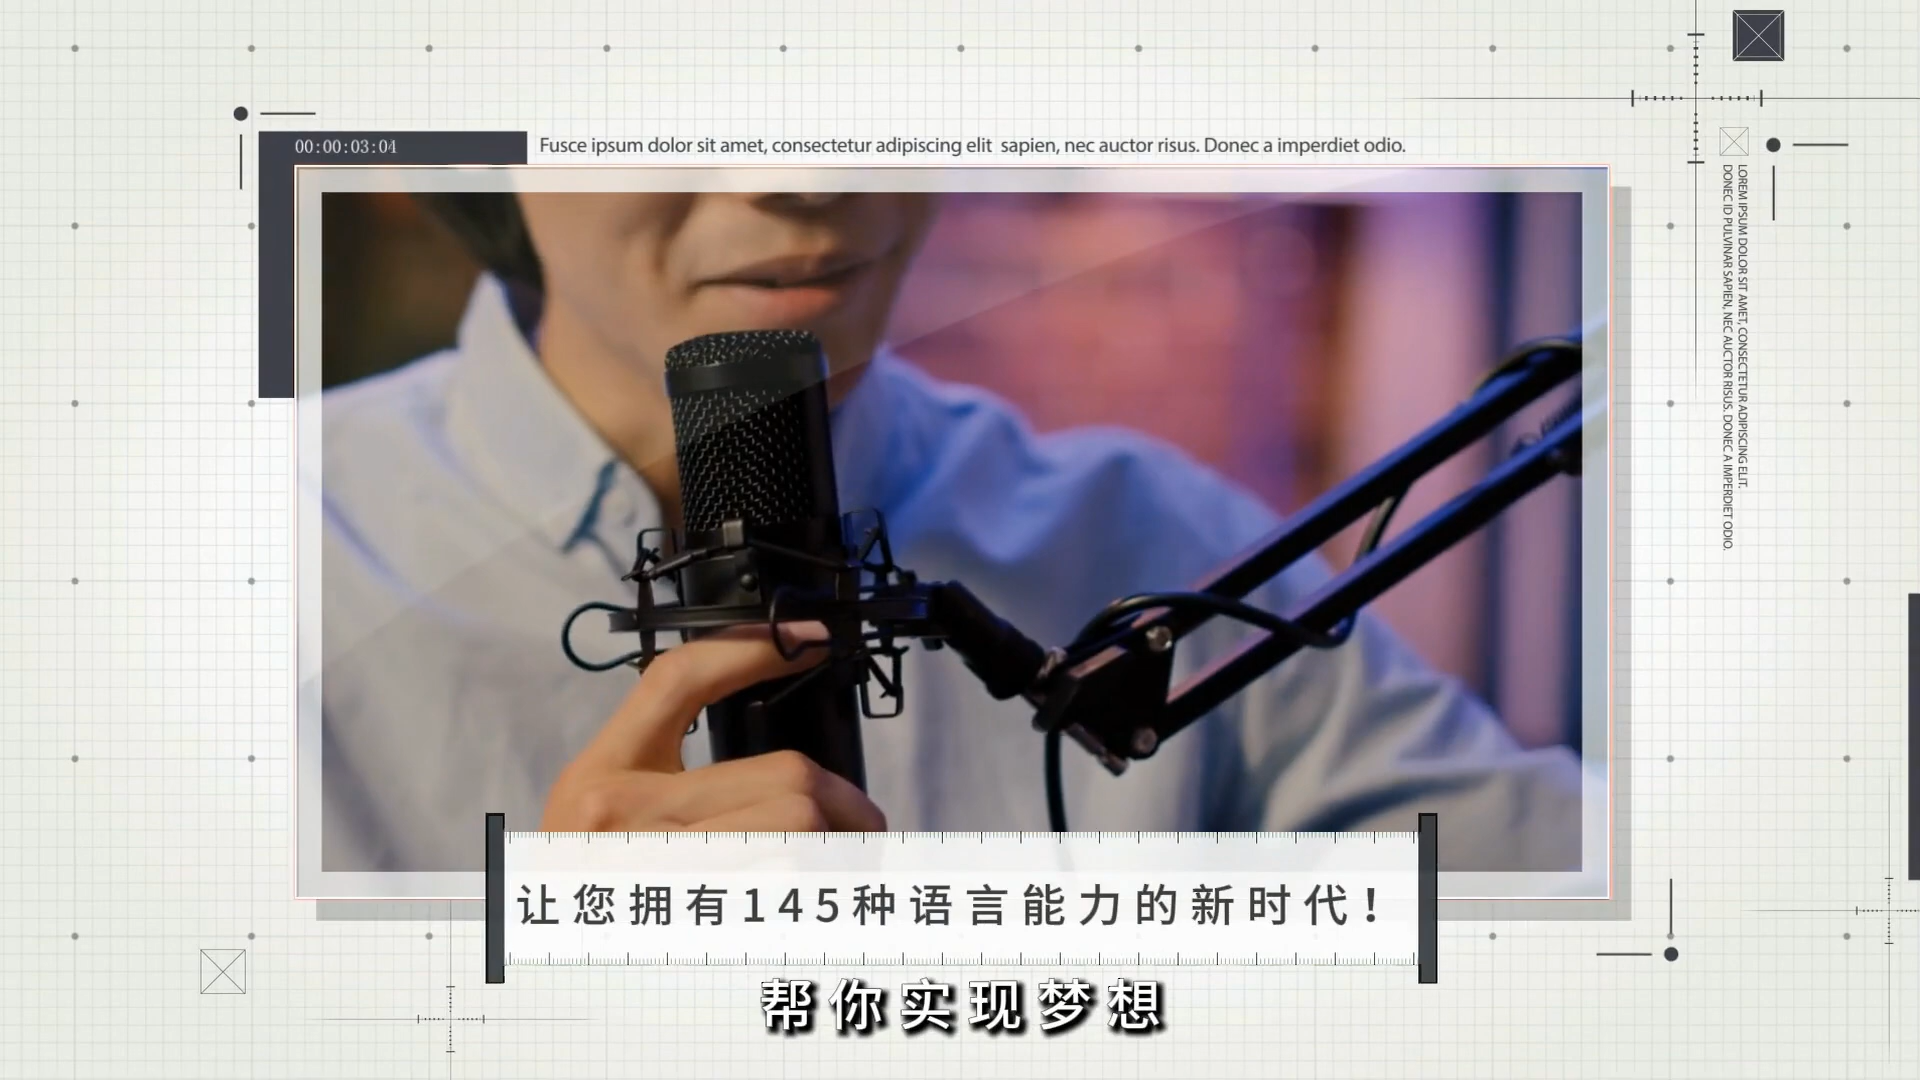 00:00:03:04
Fusce ipsum dolor sit amet, consectetur adipiscing elit  sapien, nec auctor risus. Donec a imperdiet odio.
LOREM IPSUM DOLOR SIT AMET, CONSECTETUR ADIPISCING ELIT.
DONEC ID PULVINAR SAPIEN, NEC AUCTOR RISUS. DONEC A IMPERDIET ODIO.
让您拥有145种语言能力的新时代！
帮你实现梦想